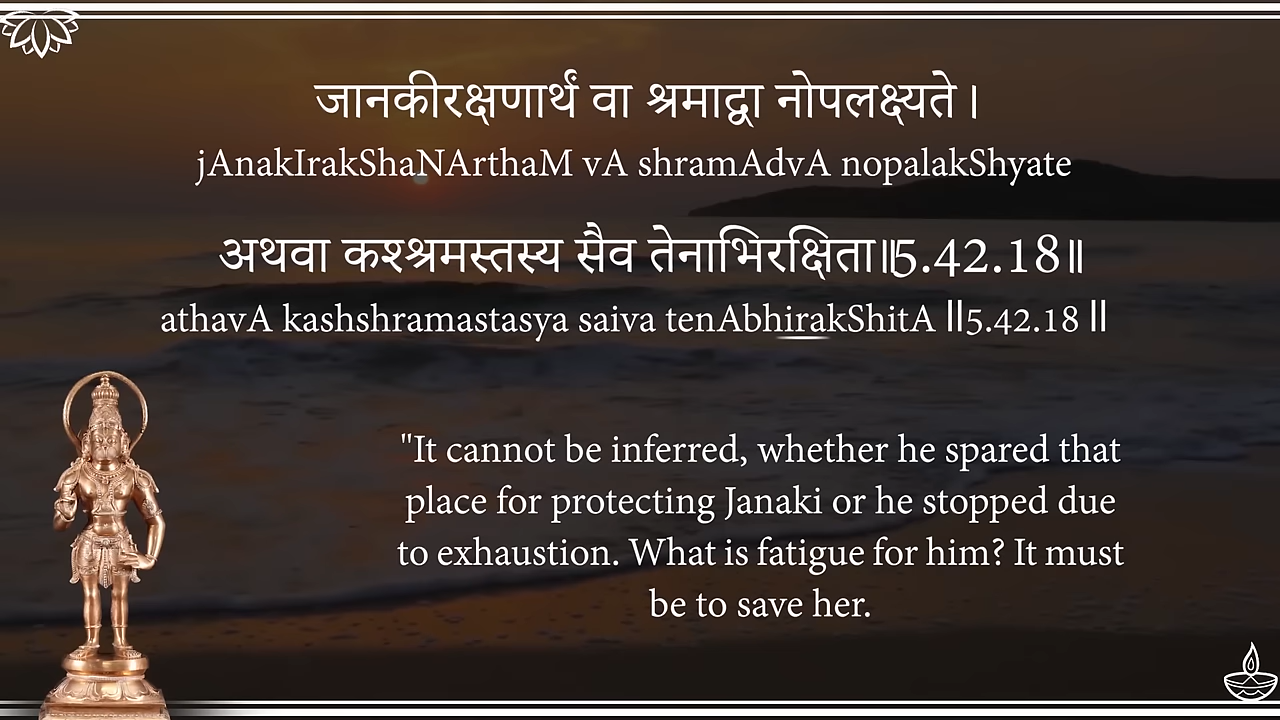 जानकीरक्षणार्थं वा श्रमाद्वा नोपलक्ष्यते।
jAnakIrakShaNArthaM vA shramAdvA nopalakShyate
अथवा कश्श्रमस्तस्य सैव तेनाभिरक्षिता॥5.42.18॥
athavA kashshramastasya saiva tenAbhirakShitA ॥5.42.18 ॥
"It cannot be inferred, whether he spared that
place for protecting Janaki or he stopped due
to exhaustion. What is fatigue for him? It must
be to save her.